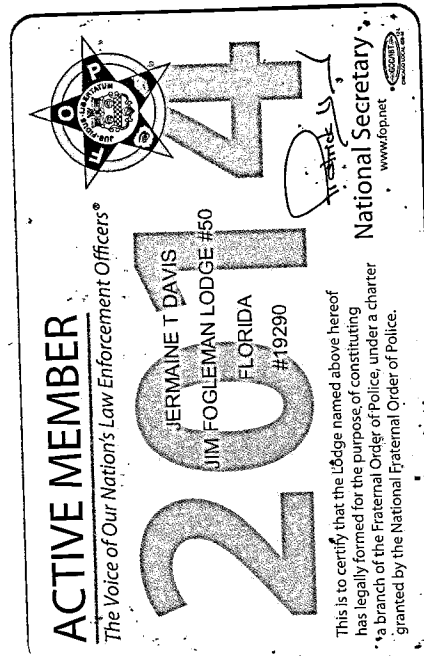 ACTIVE MEMBER
The Voice of Our Nation's Law Enforcement Officers®
F O P
2014
JERMAINE T DAVIS
JIM FOGLEMAN LODGE #50
FLORIDA
#19290
This is to certify that the Lodge named above hereof
has legally formed for the purpose of constituting
a branch of the Fraternal Order of Police, under a charter
granted by the National Fraternal Order of Police.
National Secretary
www.fop.net